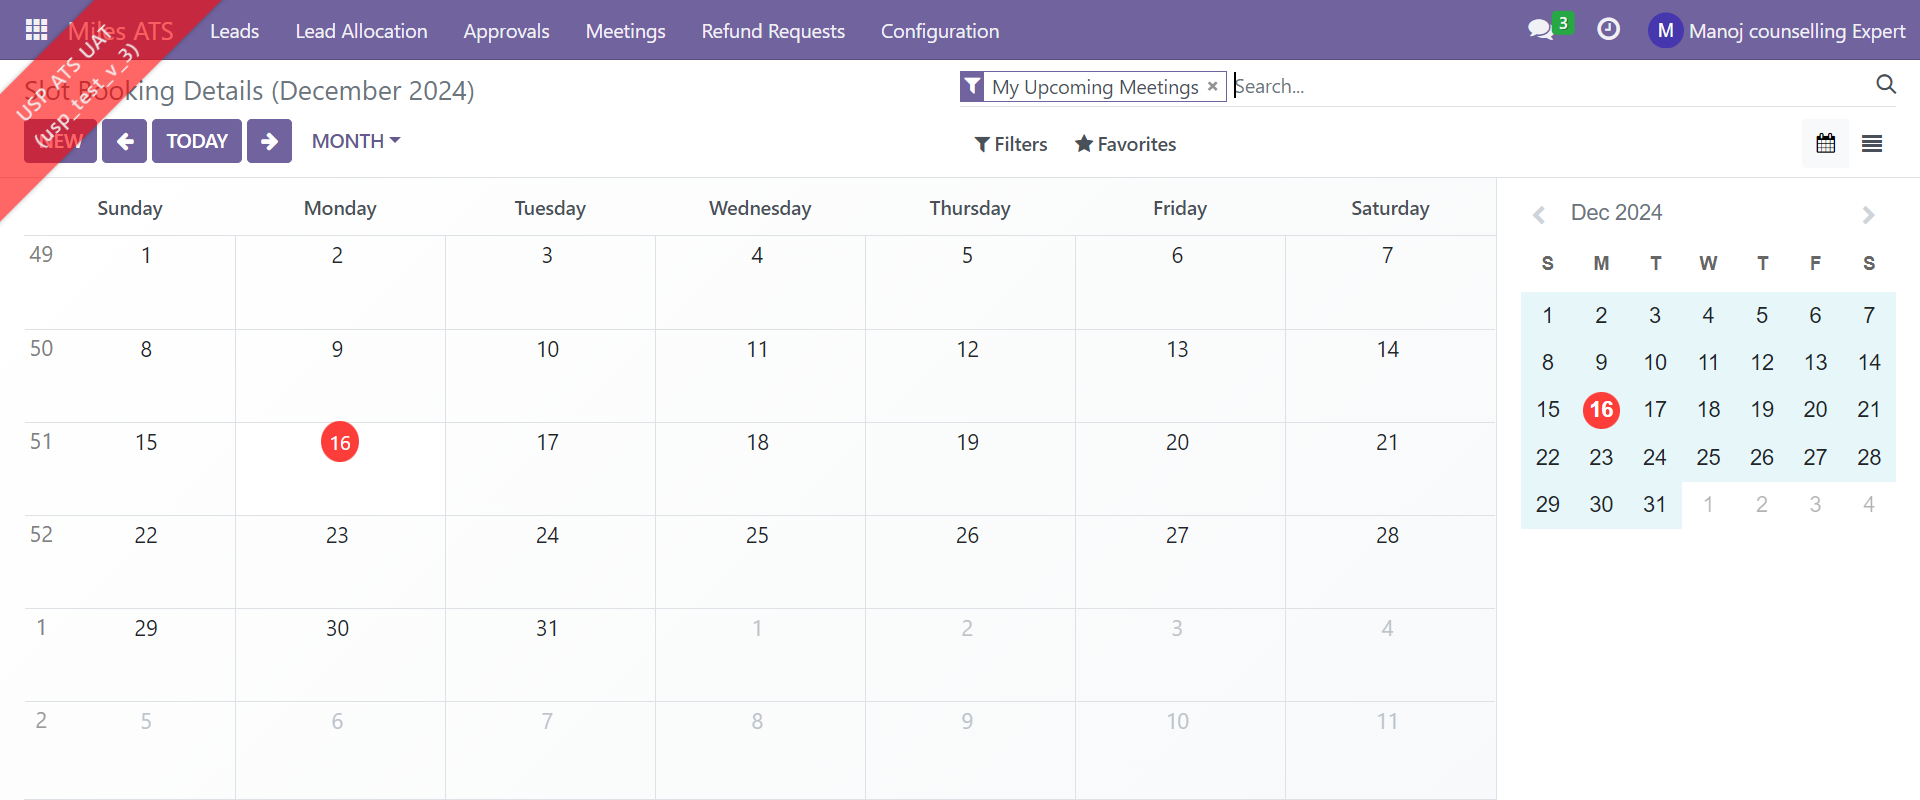 Miles ATS Leads Lead Allocation Approvals Meetings Refund Requests Configuration 3 M Manoj counselling Expert
USP ATS UAT
(usp_test_v_3)
Slot Booking Details (December 2024)
My Upcoming Meetings × Search...
NEW TODAY MONTH
Filters Favorites
Sunday Monday Tuesday Wednesday Thursday Friday Saturday
49 1 2 3 4 5 6 7
50 8 9 10 11 12 13 14
51 15 16 17 18 19 20 21
52 22 23 24 25 26 27 28
1 29 30 31 1 2 3 4
2 5 6 7 8 9 10 11
Dec 2024
S M T W T F S
1 2 3 4 5 6 7
8 9 10 11 12 13 14
15 16 17 18 19 20 21
22 23 24 25 26 27 28
29 30 31 1 2 3 4